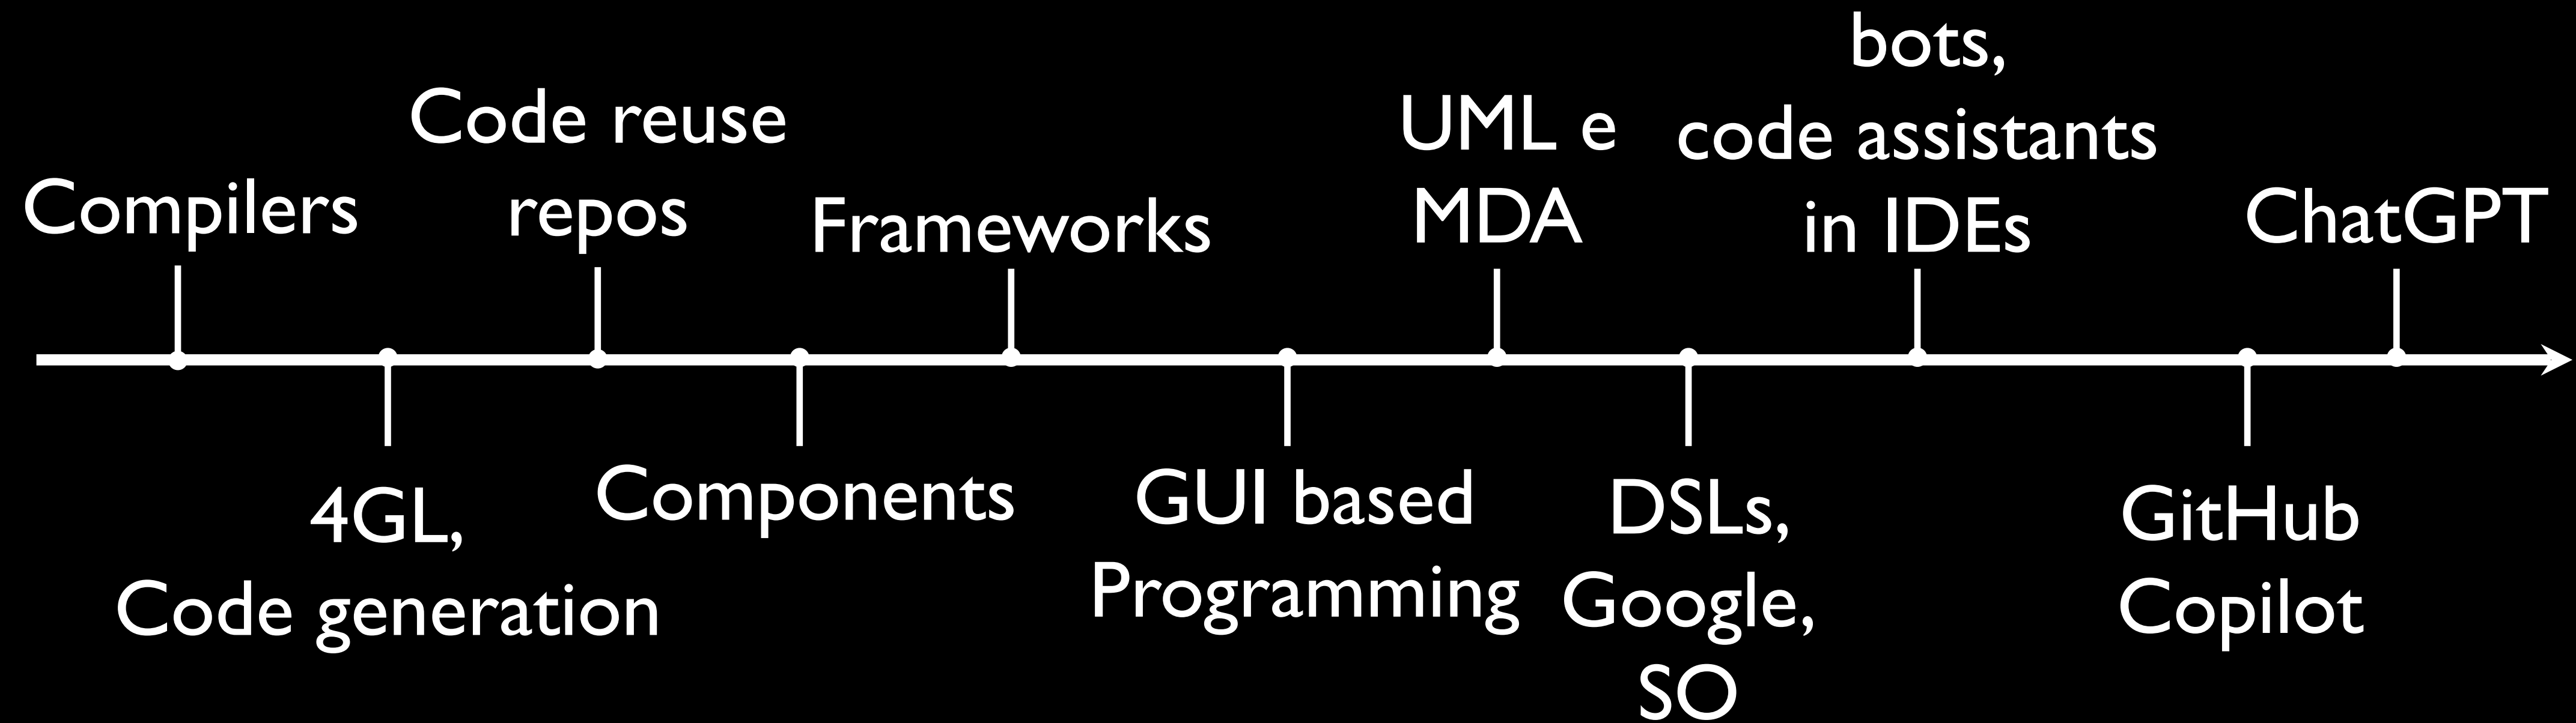 Compilers
4GL,
Code generation
Code reuse
repos
Components
Frameworks
GUI based
Programming
UML e
MDA
DSLs,
Google,
SO
bots,
code assistants
in IDEs
GitHub
Copilot
ChatGPT